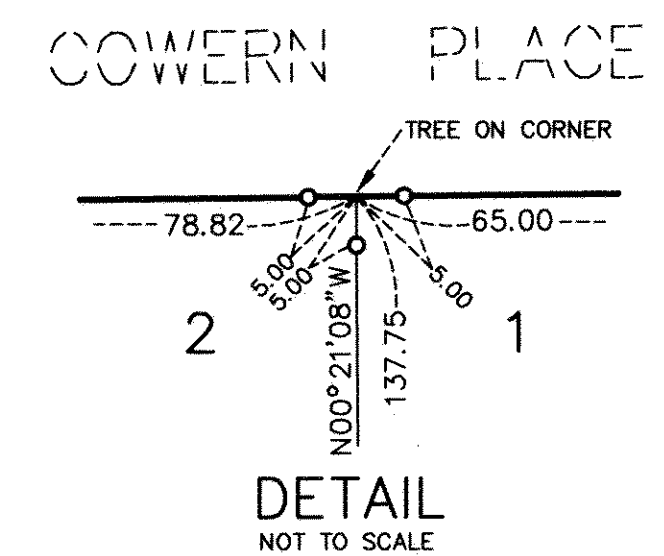 COWERN PLACE
TREE ON CORNER
78.82
65.00
5.00
5.00
5.00
N00°21'08"W
137.75
2
1
DETAIL
NOT TO SCALE